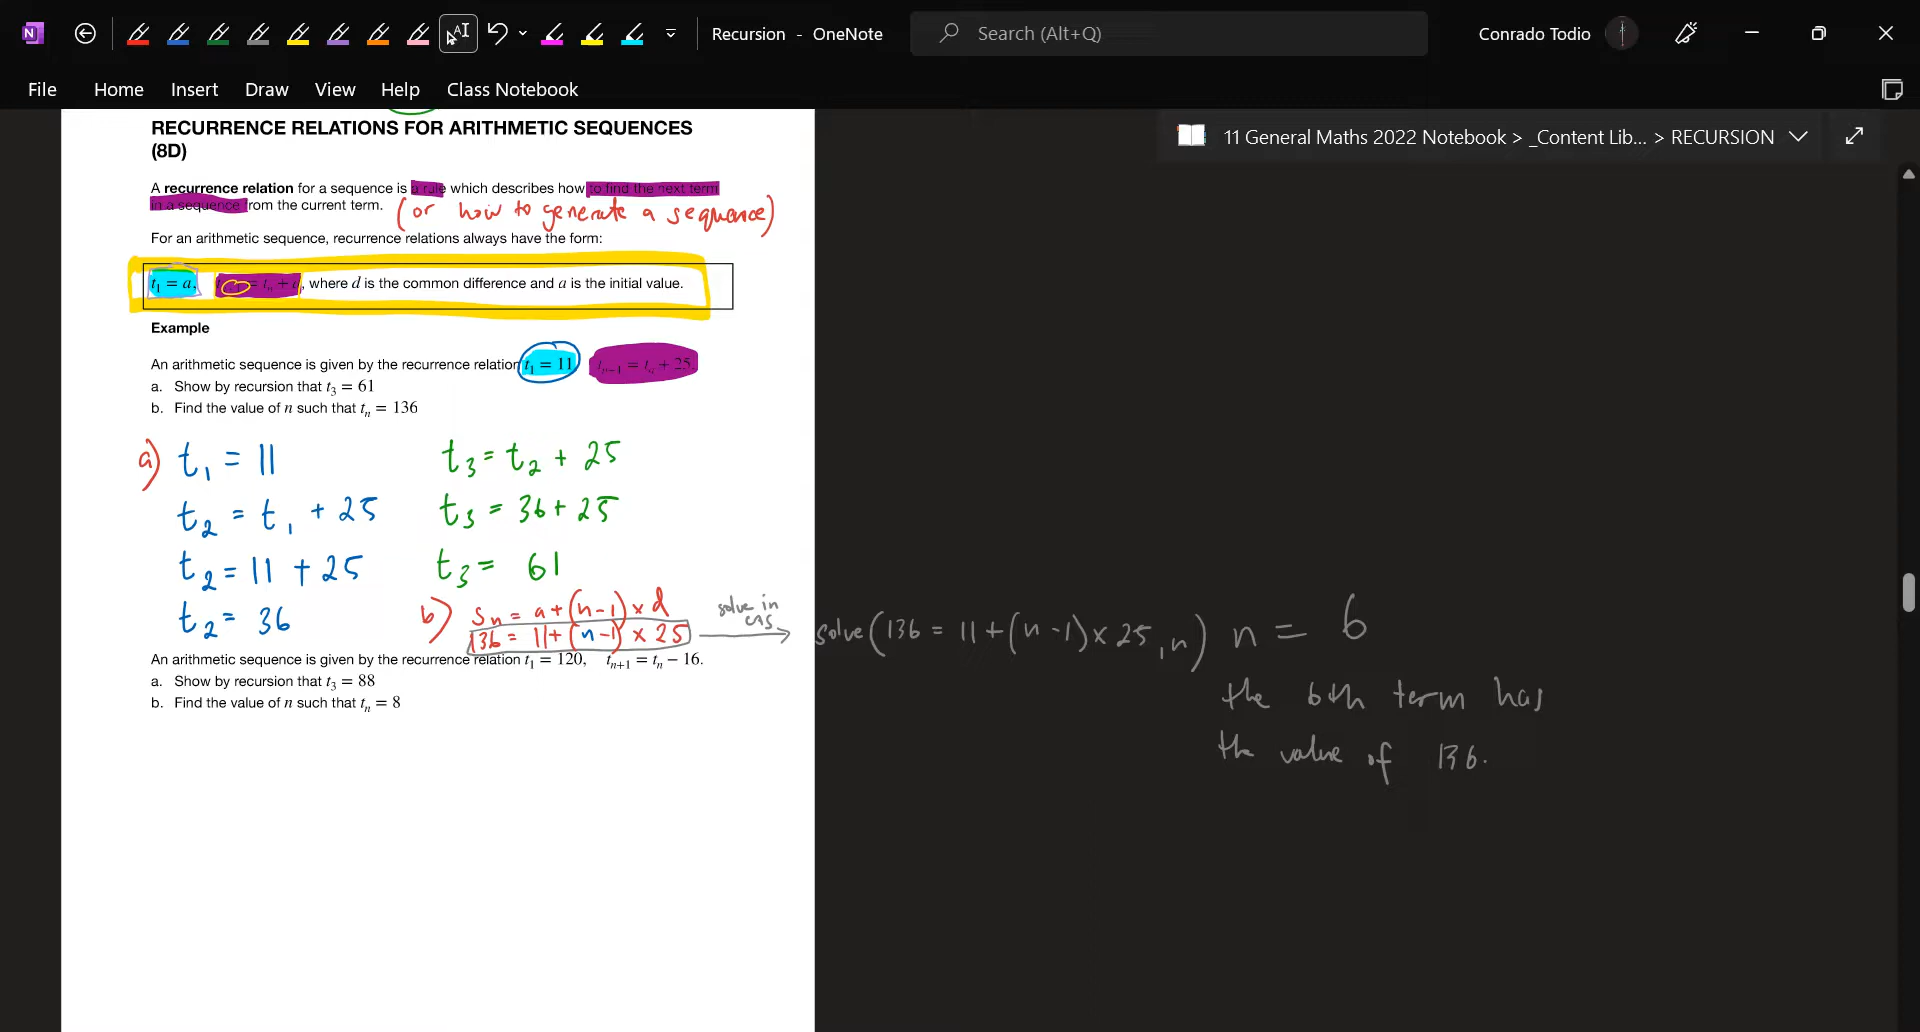 Recursion - OneNote
Search (Alt+Q)
Conrado Todio
File Home Insert Draw View Help Class Notebook
11 General Maths 2022 Notebook > _Content Lib... > RECURSION
RECURRENCE RELATIONS FOR ARITHMETIC SEQUENCES
(8D)
A recurrence relation for a sequence is a rule which describes how to find the next term
in a sequence from the current term. (or how to generate a sequence)
For an arithmetic sequence, recurrence relations always have the form:
t₁ = a, = tₙ + d, where d is the common difference and a is the initial value.
Example
An arithmetic sequence is given by the recurrence relation t₁ = 11, tₙ₊₁ = tₙ + 25.
a. Show by recursion that t₃ = 61
b. Find the value of n such that tₙ = 136
a) t₁ = 11
t₂ = t₁ + 25
t₂ = 11 + 25
t₂ = 36
t₃ = t₂ + 25
t₃ = 36 + 25
t₃ = 61
b) Sₙ = a + (n-1) × d
136 = 11 + (n-1) × 25
solve in
cas
solve(136 = 11 + (n-1) × 25, n) n = 6
the 6th term has
the value of 136.
An arithmetic sequence is given by the recurrence relation t₁ = 120, tₙ₊₁ = tₙ − 16.
a. Show by recursion that t₃ = 88
b. Find the value of n such that tₙ = 8